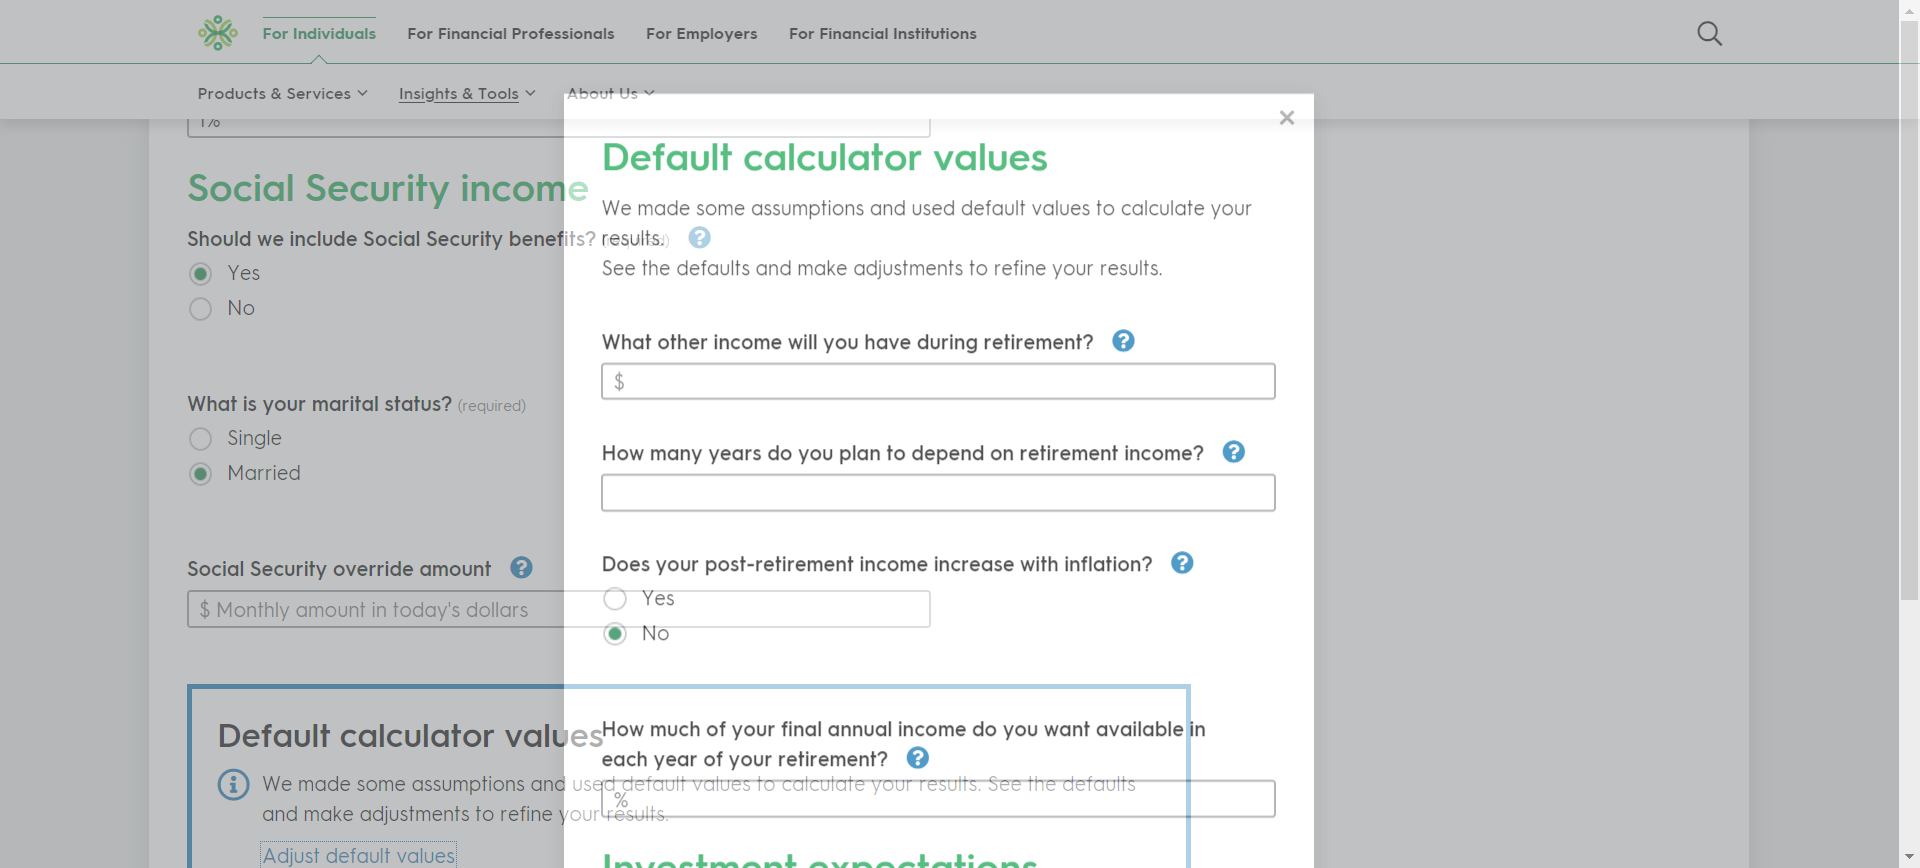 For Individuals
For Financial Professionals
For Employers
For Financial Institutions
Products & Services
Insights & Tools
About Us
1%
Social Security income
Should we include Social Security benefits? (required)
Yes
No
What is your marital status? (required)
Single
Married
Social Security override amount
$ Monthly amount in today's dollars
Default calculator values
We made some assumptions and used default values to calculate your results. See the defaults
and make adjustments to refine your results.
Adjust default values
×
Default calculator values
We made some assumptions and used default values to calculate your
results.
See the defaults and make adjustments to refine your results.
What other income will you have during retirement?
$
How many years do you plan to depend on retirement income?
Does your post-retirement income increase with inflation?
Yes
No
How much of your final annual income do you want available in
each year of your retirement?
%
Investment expectations